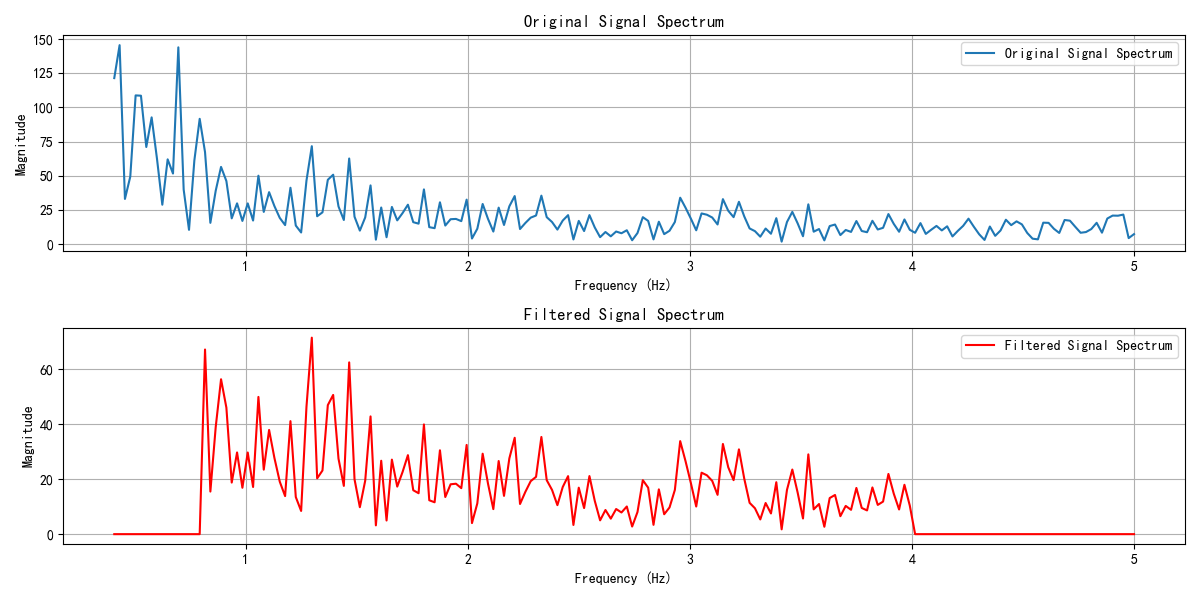 Original Signal Spectrum
150
125
100
75
50
25
0
Magnitude
Original Signal Spectrum
1 2 3 4 5
Frequency (Hz)
Filtered Signal Spectrum
60
40
20
0
Magnitude
Filtered Signal Spectrum
1 2 3 4 5
Frequency (Hz)